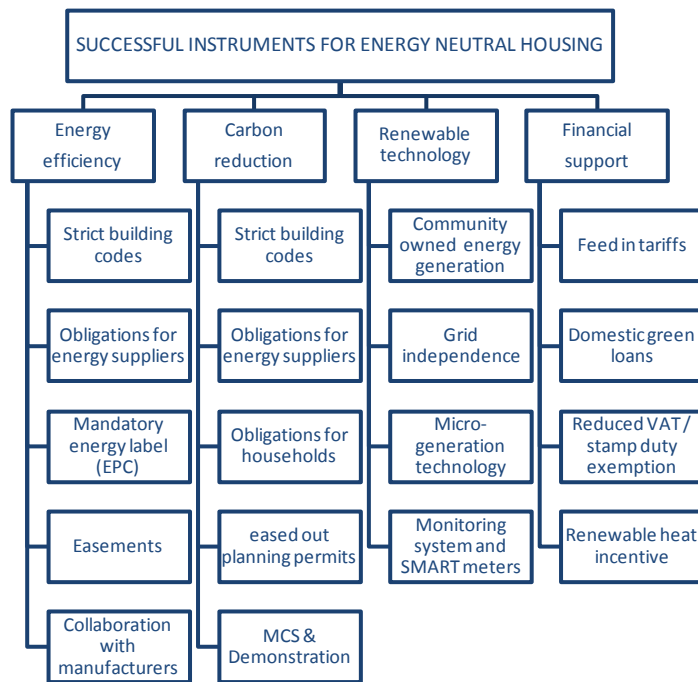 SUCCESSFUL INSTRUMENTS FOR ENERGY NEUTRAL HOUSING
Energy
efficiency
Strict building
codes
Obligations for
energy suppliers
Mandatory
energy label
(EPC)
Easements
Collaboration
with
manufacturers
Carbon
reduction
Strict building
codes
Obligations for
energy suppliers
Obligations for
households
eased out
planning permits
MCS &
Demonstration
Renewable
technology
Community
owned energy
generation
Grid
independence
Micro-
generation
technology
Monitoring
system and
SMART meters
Financial
support
Feed in tariffs
Domestic green
loans
Reduced VAT /
stamp duty
exemption
Renewable heat
incentive